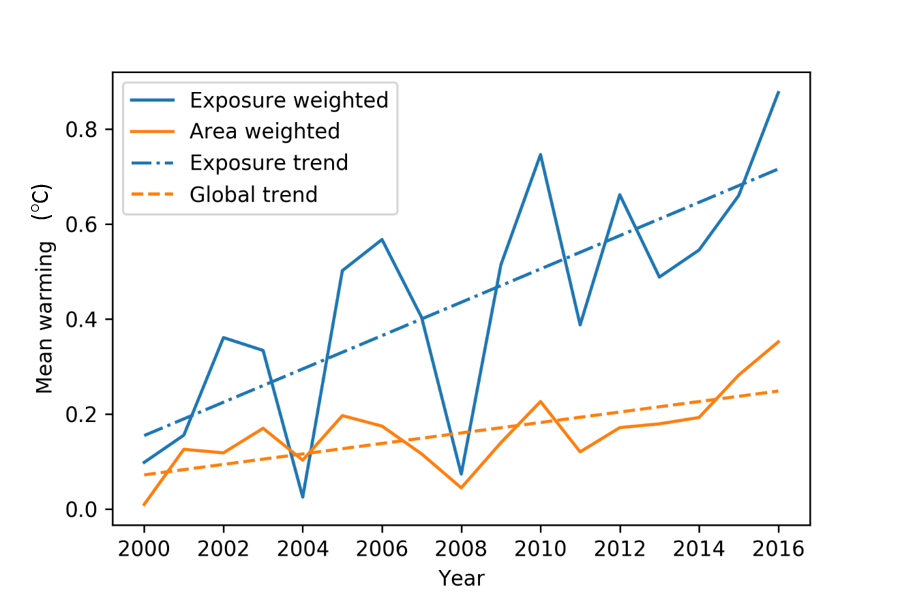 Exposure weighted
Area weighted
Exposure trend
Global trend
Mean warming (°C)
0.8
0.6
0.4
0.2
0.0
2000 2002 2004 2006 2008 2010 2012 2014 2016
Year